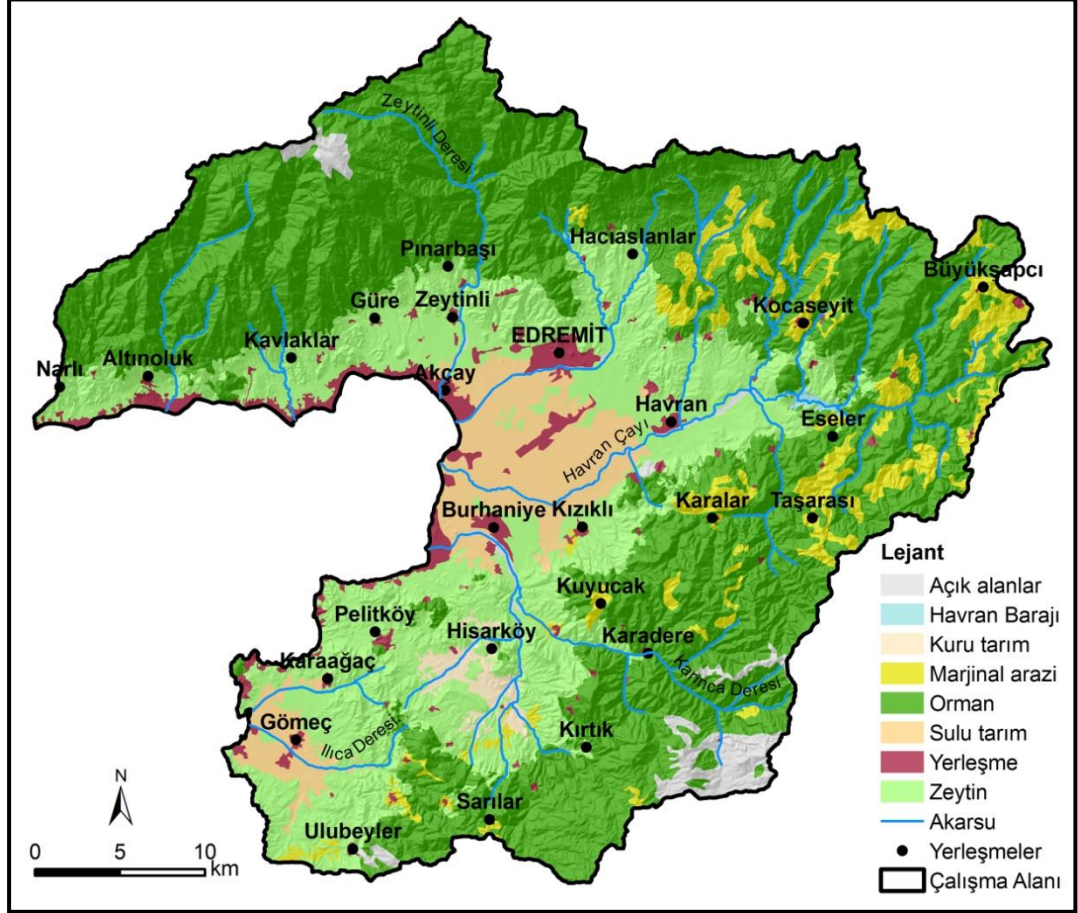 Zeytinli Deresi
Pınarbaşı
Hacıaslanlar
Büyükşapcı
Güre
Zeytinli
Kocaseyit
Kavlaklar
EDREMİT
Narlı
Altınoluk
Akçay
Havran
Havran Çayı
Eseler
Burhaniye
Kızıklı
Karalar
Taşarası
Kuyucak
Pelitköy
Hisarköy
Karadere
Karaağaç
Karınca Deresi
Gömeç
Ilıca Deresi
Kırtık
Sarılar
Ulubeyler
N
0 5 10
km
Lejant
Açık alanlar
Havran Barajı
Kuru tarım
Marjinal arazi
Orman
Sulu tarım
Yerleşme
Zeytin
Akarsu
Yerleşmeler
Çalışma Alanı